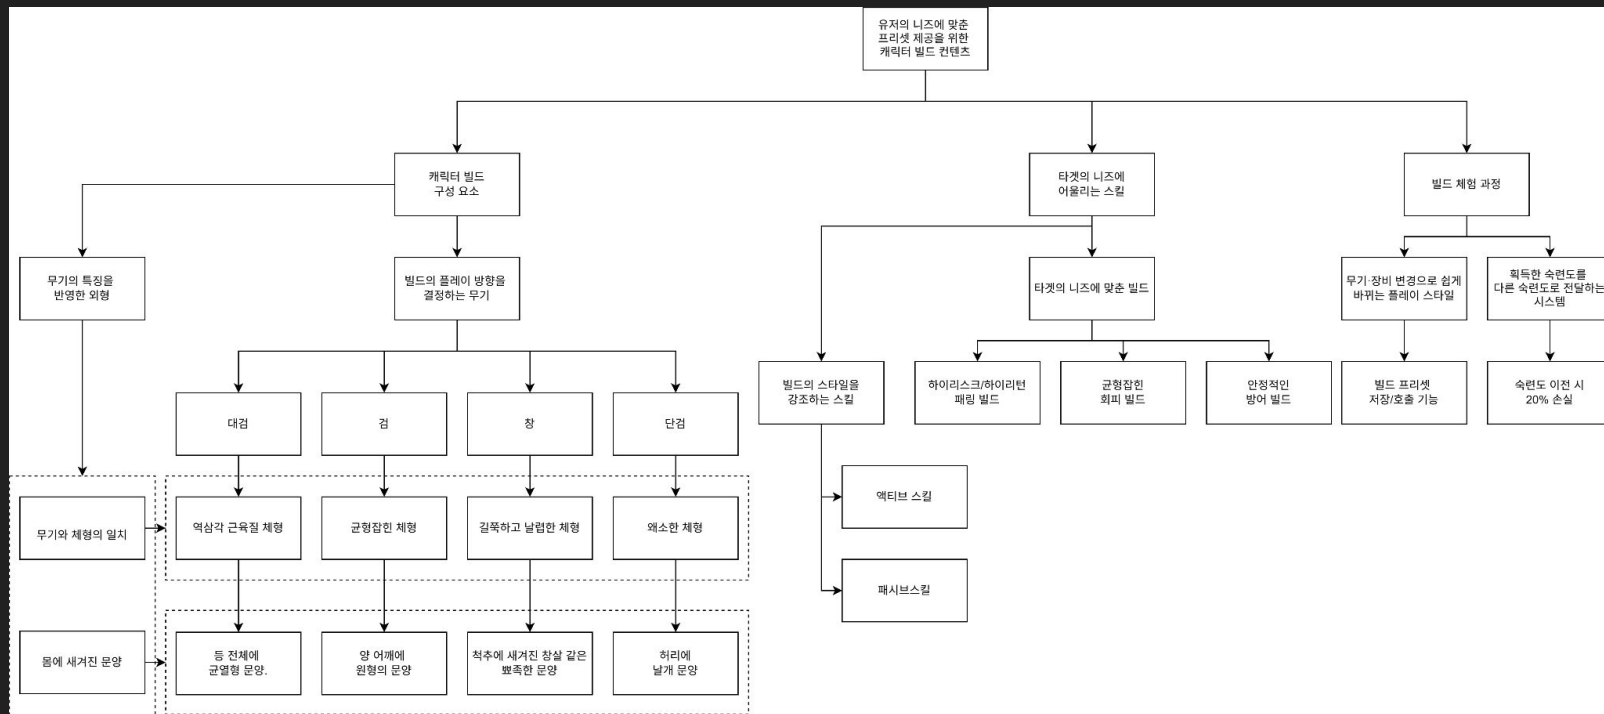 유저의 니즈에 맞춘
프리셋 제공을 위한
캐릭터 빌드 컨텐츠
캐릭터 빌드
구성 요소
타겟의 니즈에
어울리는 스킬
빌드 체험 과정
무기의 특징을
반영한 외형
빌드의 플레이 방향을
결정하는 무기
타겟의 니즈에 맞춘 빌드
무기·장비 변경으로 쉽게
바뀌는 플레이 스타일
획득한 숙련도를
다른 숙련도로 전달하는
시스템
대검
검
창
단검
빌드의 스타일을
강조하는 스킬
하이리스크/하이리턴
패링 빌드
균형잡힌
회피 빌드
안정적인
방어 빌드
빌드 프리셋
저장/호출 기능
숙련도 이전 시
20% 손실
무기와 체형의 일치
역삼각 근육질 체형
균형잡힌 체형
길쭉하고 날렵한 체형
왜소한 체형
액티브 스킬
패시브스킬
몸에 새겨진 문양
등 전체에
균열형 문양.
양 어깨에
원형의 문양
척추에 새겨진 창살 같은
뾰족한 문양
허리에
날개 문양